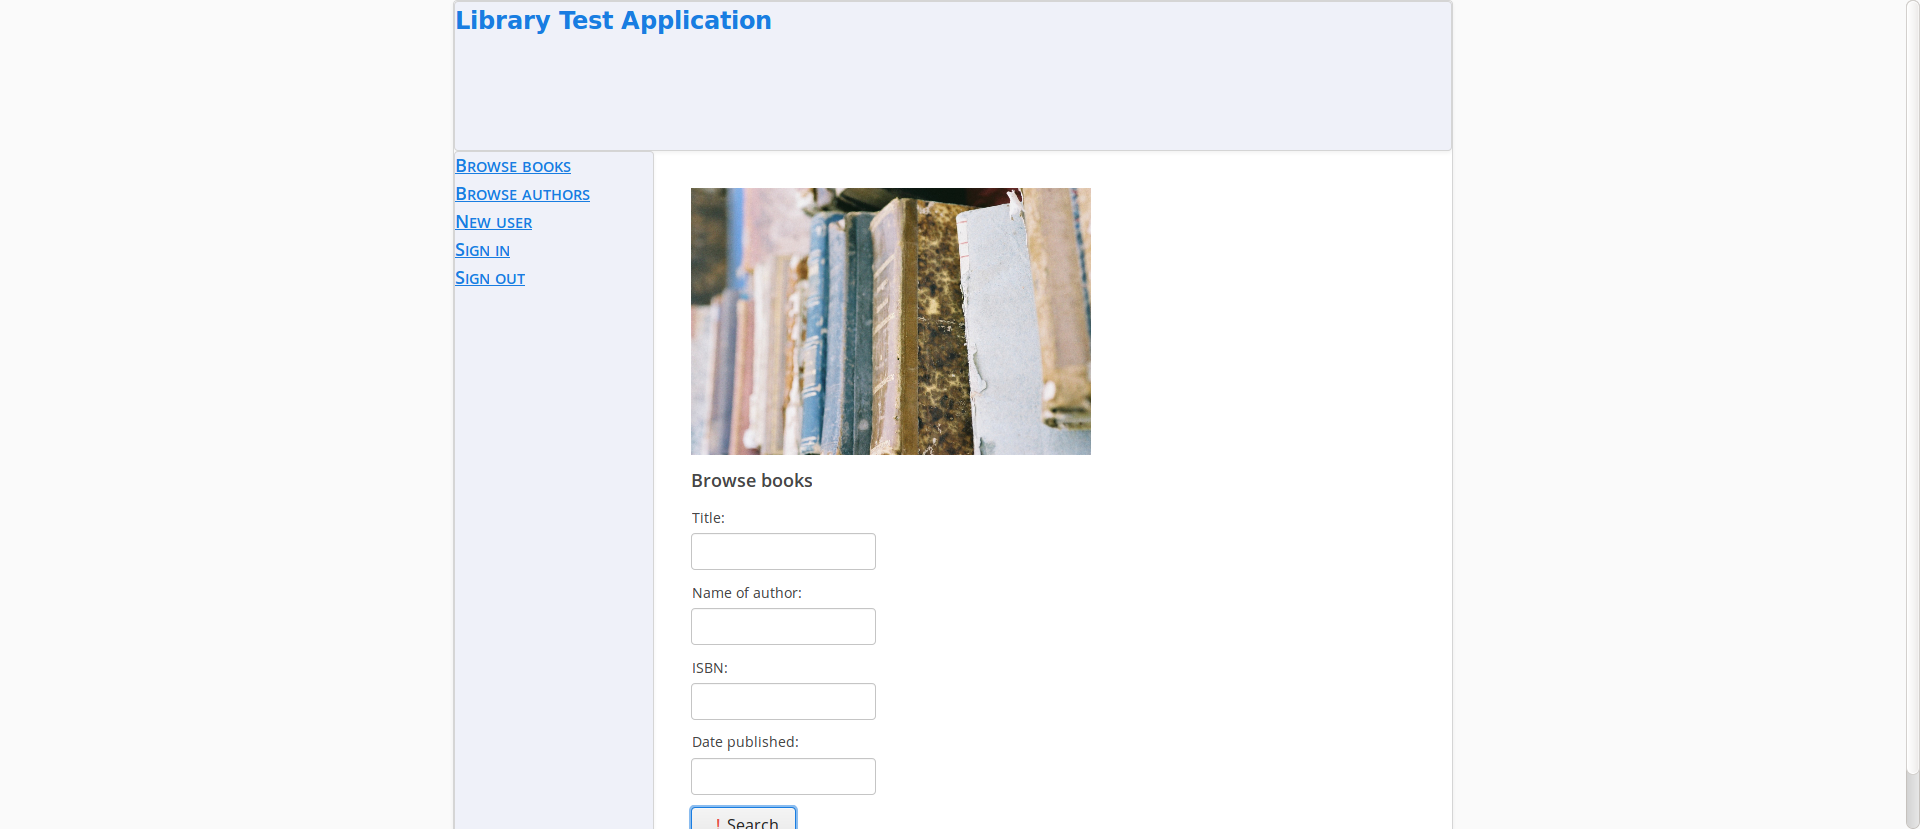 Library Test Application
Browse books
Browse authors
New user
Sign in
Sign out
Browse books
Title:
Name of author:
ISBN:
Date published:
! Search